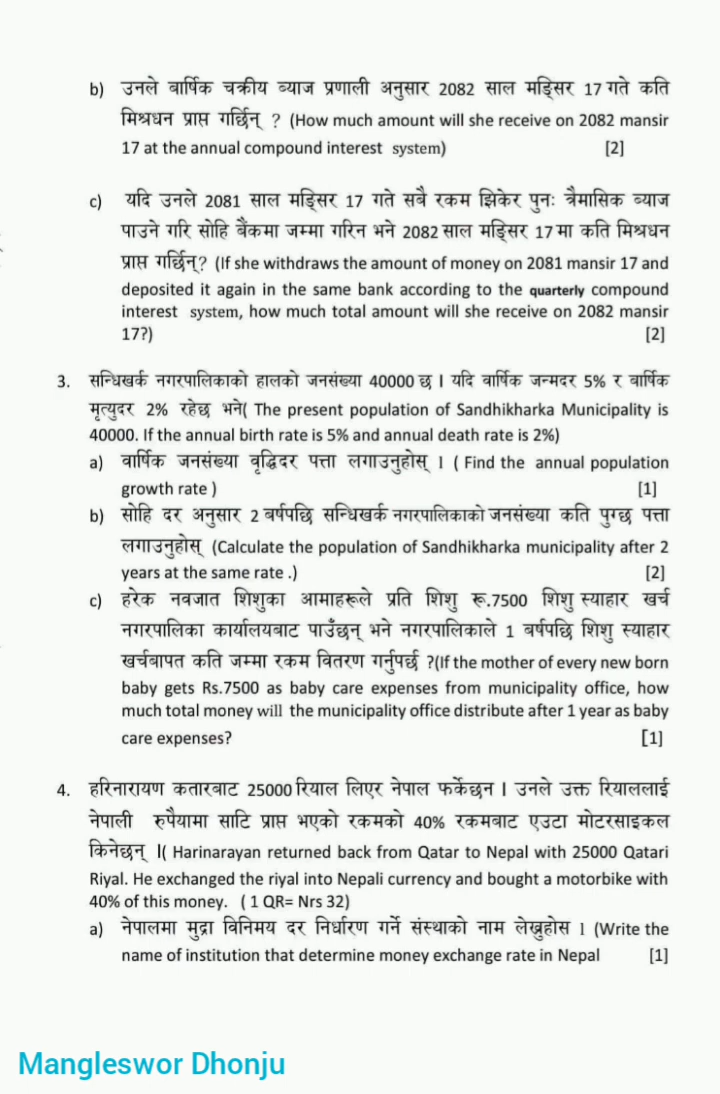 b) उनले वार्षिक चक्रीय ब्याज प्रणाली अनुसार 2082 साल मङ्सिर 17 गते कति
मिश्रधन प्राप्त गर्छिन् ? (How much amount will she receive on 2082 mansir
17 at the annual compound interest system) [2]
c) यदि उनले 2081 साल मङ्सिर 17 गते सबै रकम झिकेर पुनः त्रैमासिक ब्याज
पाउने गरि सोहि बैंकमा जम्मा गरिन भने 2082 साल मङ्सिर 17 मा कति मिश्रधन
प्राप्त गर्छिन्? (If she withdraws the amount of money on 2081 mansir 17 and
deposited it again in the same bank according to the quarterly compound
interest system, how much total amount will she receive on 2082 mansir
17?) [2]
3. सन्धिखर्क नगरपालिकाको हालको जनसंख्या 40000 छ । यदि वार्षिक जन्मदर 5% र वार्षिक
मृत्युदर 2% रहेछ भने( The present population of Sandhikharka Municipality is
40000. If the annual birth rate is 5% and annual death rate is 2%)
a) वार्षिक जनसंख्या वृद्धिदर पत्ता लगाउनुहोस् । ( Find the annual population
growth rate ) [1]
b) सोहि दर अनुसार 2 बर्षपछि सन्धिखर्क नगरपालिकाको जनसंख्या कति पुग्छ पत्ता
लगाउनुहोस् (Calculate the population of Sandhikharka municipality after 2
years at the same rate .) [2]
c) हरेक नवजात शिशुका आमाहरूले प्रति शिशु रू.7500 शिशु स्याहार खर्च
नगरपालिका कार्यालयबाट पाउँछन् भने नगरपालिकाले 1 बर्षपछि शिशु स्याहार
खर्चबापत कति जम्मा रकम वितरण गर्नुपर्छ ?(If the mother of every new born
baby gets Rs.7500 as baby care expenses from municipality office, how
much total money will the municipality office distribute after 1 year as baby
care expenses? [1]
4. हरिनारायण कतारबाट 25000 रियाल लिएर नेपाल फर्केछन । उनले उक्त रियाललाई
नेपाली रुपैयामा साटि प्राप्त भएको रकमको 40% रकमबाट एउटा मोटरसाइकल
किनेछन् ।( Harinarayan returned back from Qatar to Nepal with 25000 Qatari
Riyal. He exchanged the riyal into Nepali currency and bought a motorbike with
40% of this money. ( 1 QR= Nrs 32)
a) नेपालमा मुद्रा विनिमय दर निर्धारण गर्ने संस्थाको नाम लेख्नुहोस । (Write the
name of institution that determine money exchange rate in Nepal [1]
Mangleswor Dhonju